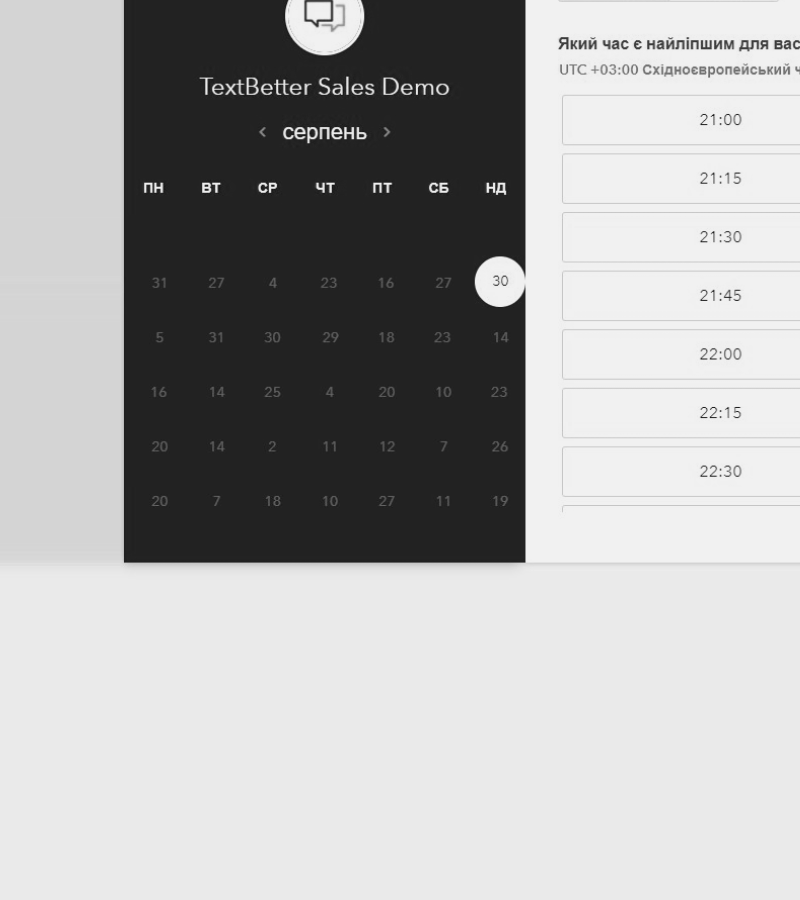 TextBetter Sales Demo
< серпень >
ПН ВТ СР ЧТ ПТ СБ НД
31 27 4 23 16 27 30
5 31 30 29 18 23 14
16 14 25 4 20 10 23
20 14 2 11 12 7 26
20 7 18 10 27 11 19
Який час є найліпшим для вас
UTC +03:00 Східноєвропейський ч
21:00
21:15
21:30
21:45
22:00
22:15
22:30